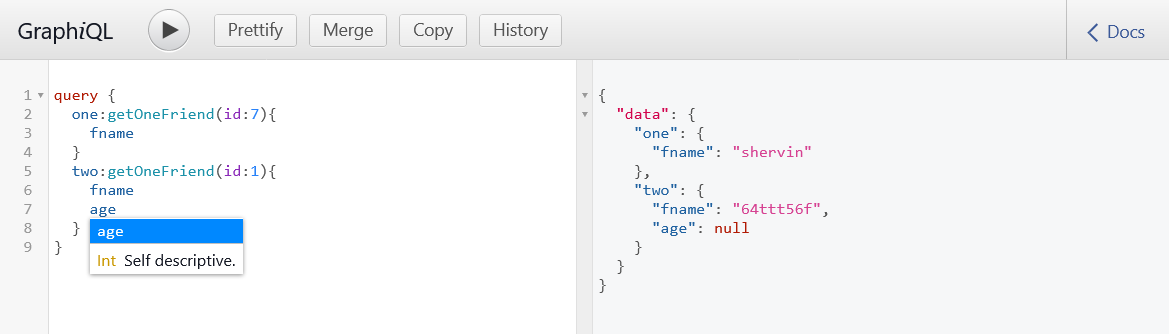 GraphiQL Prettify Merge Copy History Docs
1 query {
2 one:getOneFriend(id:7){
3 fname
4 }
5 two:getOneFriend(id:1){
6 fname
7 age
8 }
9 }
age
Int Self descriptive.
{
"data": {
"one": {
"fname": "shervin"
},
"two": {
"fname": "64ttt56f",
"age": null
}
}
}